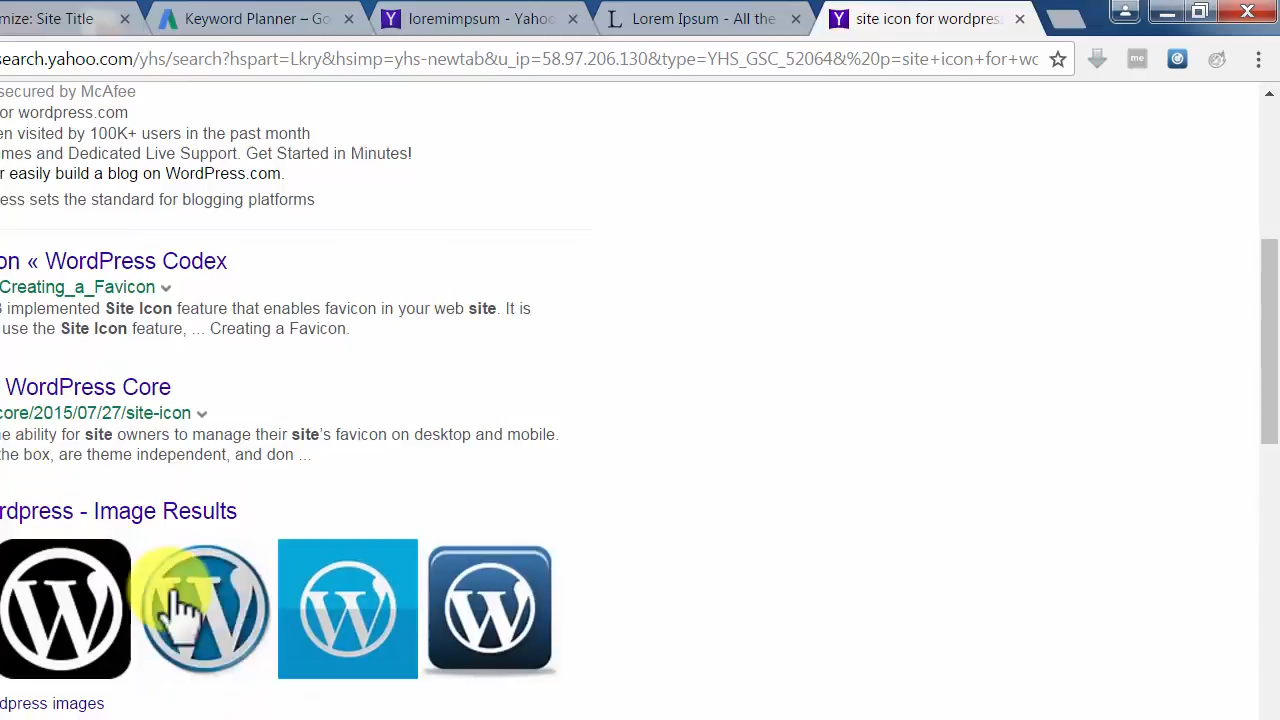 mize: Site Title
Keyword Planner – Go
loremimpsum - Yahoo
Lorem Ipsum - All the
site icon for wordpress
search.yahoo.com/yhs/search?hspart=Lkry&hsimp=yhs-newtab&u_ip=58.97.206.130&type=YHS_GSC_52064&%20p=site+icon+for+wo
secured by McAfee
or wordpress.com
en visited by 100K+ users in the past month
mes and Dedicated Live Support. Get Started in Minutes!
r easily build a blog on WordPress.com.
ess sets the standard for blogging platforms
on « WordPress Codex
Creating_a_Favicon
implemented Site Icon feature that enables favicon in your web site. It is
use the Site Icon feature, ... Creating a Favicon.
WordPress Core
core/2015/07/27/site-icon
e ability for site owners to manage their site's favicon on desktop and mobile.
the box, are theme independent, and don ...
rdpress - Image Results
dpress images